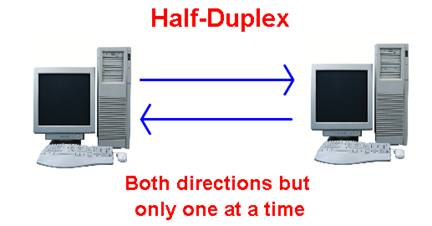 Half-Duplex
Both directions but
only one at a time